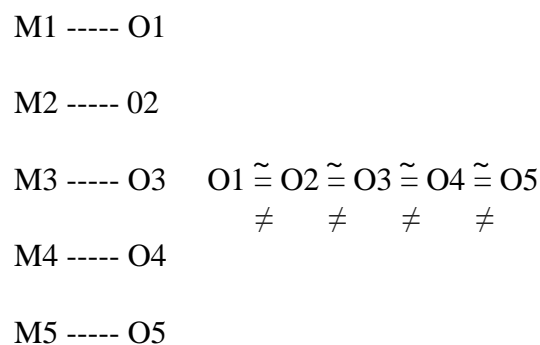 M1 ----- O1
M2 ----- 02
M3 ----- O3 O1 ≅ O2 ≅ O3 ≅ O4 ≅ O5
≠ ≠ ≠ ≠
M4 ----- O4
M5 ----- O5